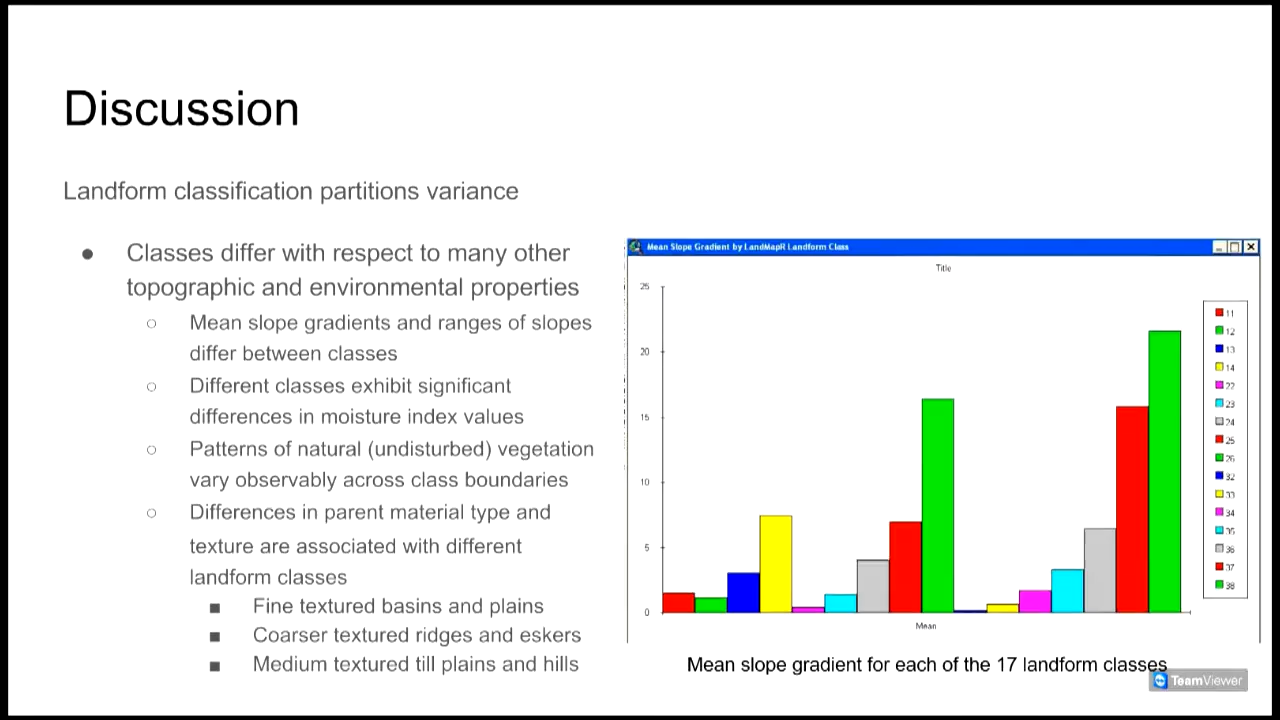 Discussion
Landform classification partitions variance
● Classes differ with respect to many other
topographic and environmental properties
○ Mean slope gradients and ranges of slopes
differ between classes
○ Different classes exhibit significant
differences in moisture index values
○ Patterns of natural (undisturbed) vegetation
vary observably across class boundaries
○ Differences in parent material type and
texture are associated with different
landform classes
■ Fine textured basins and plains
■ Coarser textured ridges and eskers
■ Medium textured till plains and hills
Mean Slope Gradient by LandMapR Landform Class
Title
25
20
15
10
5
0
Mean
11
12
13
14
22
23
24
25
26
32
33
34
35
36
37
38
Mean slope gradient for each of the 17 landform classes
TeamViewer